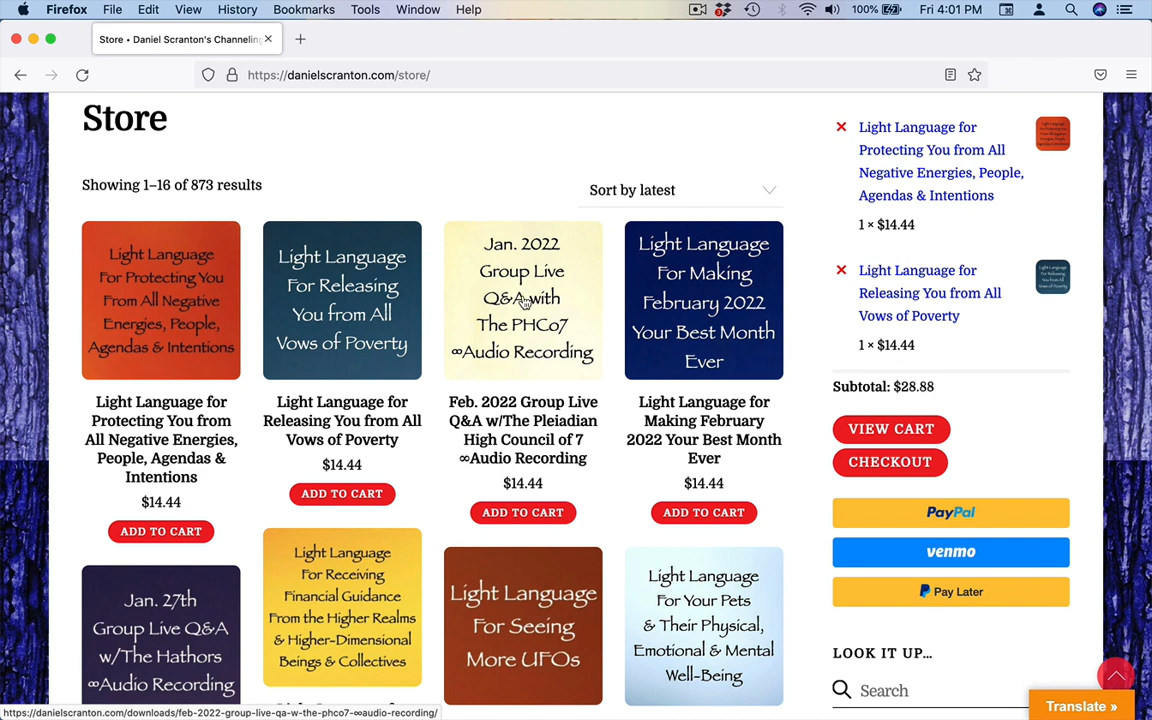 Firefox File Edit View History Bookmarks Tools Window Help 100% Fri 4:01 PM
Store • Daniel Scranton's Channeling
https://danielscranton.com/store/
Store
Showing 1–16 of 873 results
Sort by latest
Light Language
For Protecting You
From All Negative
Energies, People,
Agendas & Intentions
Light Language for
Protecting You from
All Negative Energies,
People, Agendas &
Intentions
$14.44
ADD TO CART
Light Language
For Releasing
You from All
Vows of Poverty
Light Language for
Releasing You from All
Vows of Poverty
$14.44
ADD TO CART
Jan. 2022
Group Live
Q&A with
The PHCo7
∞Audio Recording
Feb. 2022 Group Live
Q&A w/The Pleiadian
High Council of 7
∞Audio Recording
$14.44
ADD TO CART
Light Language
For Making
February 2022
Your Best Month
Ever
Light Language for
Making February
2022 Your Best Month
Ever
$14.44
ADD TO CART
Jan. 27th
Group Live Q&A
w/The Hathors
∞Audio Recording
Light Language
For Receiving
Financial Guidance
From the Higher Realms
& Higher-Dimensional
Beings & Collectives
Light Language
For Seeing
More UFOs
Light Language
For Your Pets
& Their Physical,
Emotional & Mental
Well-Being
Light Language for
Protecting You from All
Negative Energies, People,
Agendas & Intentions
1 × $14.44
Light Language for
Releasing You from All
Vows of Poverty
1 × $14.44
Subtotal: $28.88
VIEW CART
CHECKOUT
PayPal
venmo
Pay Later
LOOK IT UP…
Search
Translate »
https://danielscranton.com/downloads/feb-2022-group-live-qa-w-the-phco7-∞audio-recording/